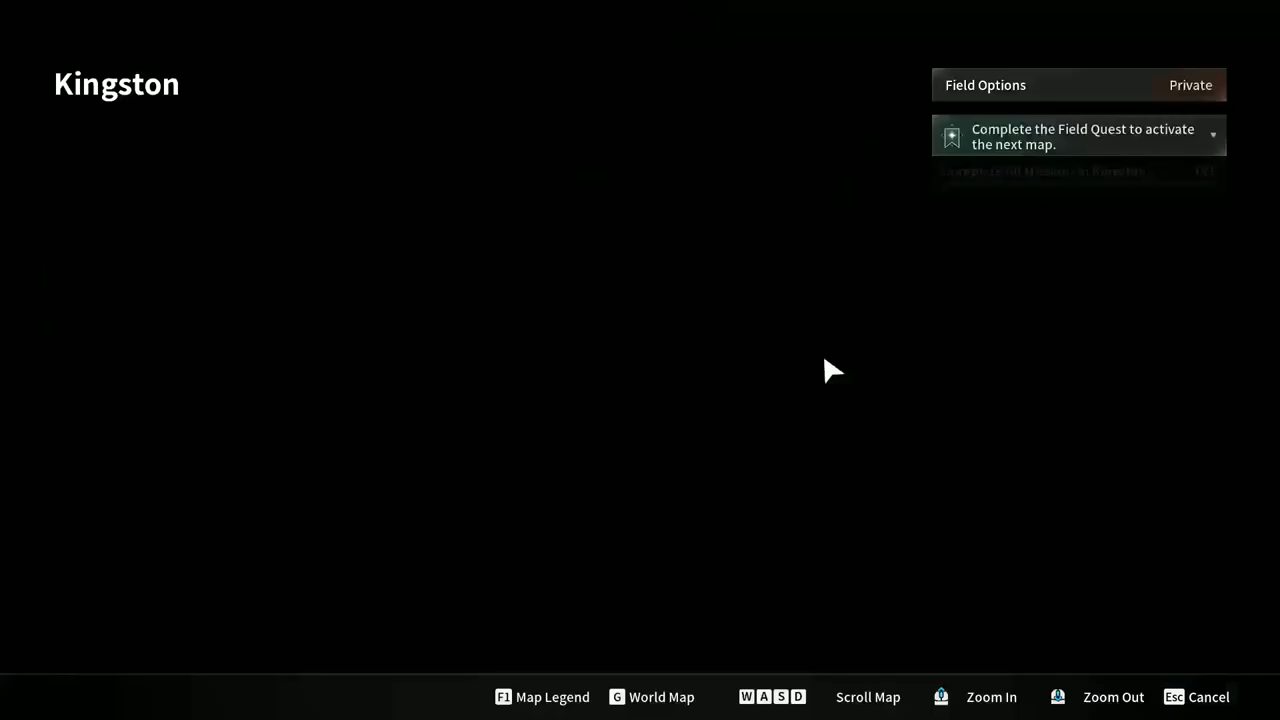 Kingston
Field Options
Private
Complete the Field Quest to activate
the next map.
F1 Map Legend
G World Map
W A S D Scroll Map
Zoom In
Zoom Out
Esc Cancel